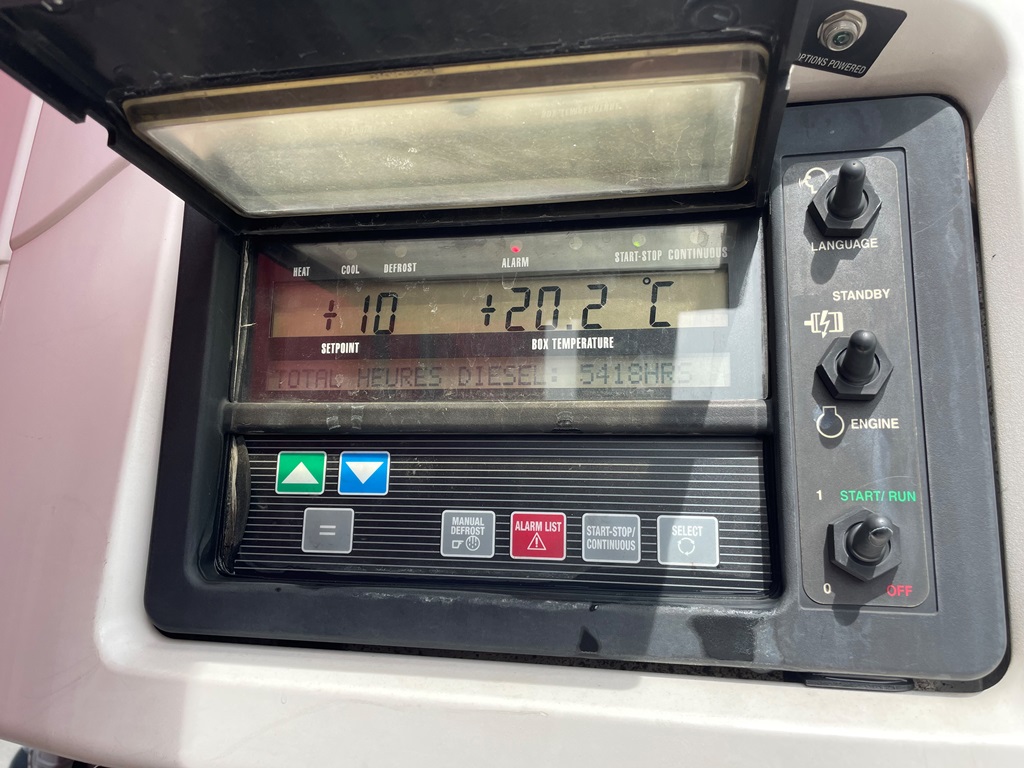 OPTIONS POWERED
HEAT COOL DEFROST ALARM START-STOP CONTINUOUS
+10 +20.2 °C
SETPOINT BOX TEMPERATURE
TOTAL HEURES DIESEL: 5418HRS
LANGUAGE
STANDBY
ENGINE
1 START/RUN
0 OFF
=
MANUAL
DEFROST
ALARM LIST
START-STOP/
CONTINUOUS
SELECT